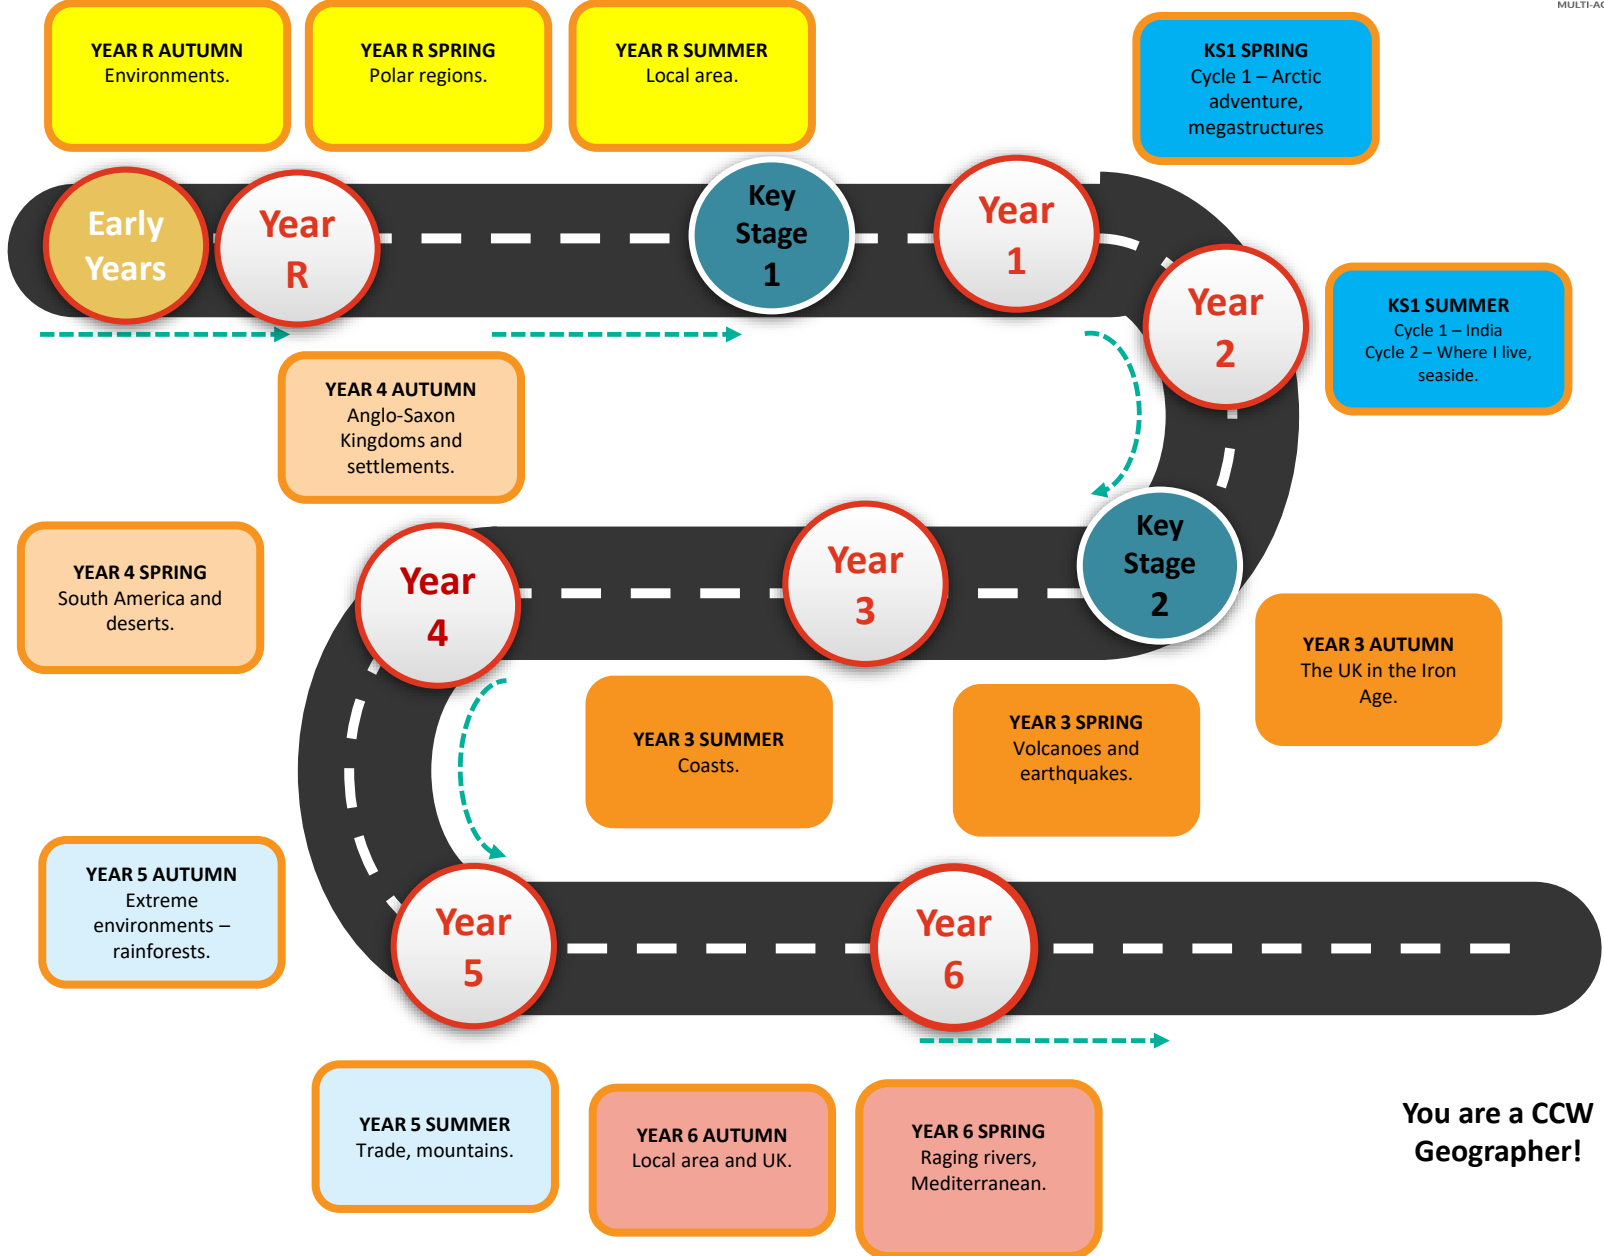 MULTI-AC
YEAR R AUTUMN
Environments.
YEAR R SPRING
Polar regions.
YEAR R SUMMER
Local area.
KS1 SPRING
Cycle 1 – Arctic
adventure,
megastructures
Early
Years
Year
R
Key
Stage
1
Year
1
Year
2
KS1 SUMMER
Cycle 1 – India
Cycle 2 – Where I live,
seaside.
YEAR 4 AUTUMN
Anglo-Saxon
Kingdoms and
settlements.
YEAR 4 SPRING
South America and
deserts.
Year
4
Year
3
Key
Stage
2
YEAR 3 AUTUMN
The UK in the Iron
Age.
YEAR 3 SUMMER
Coasts.
YEAR 3 SPRING
Volcanoes and
earthquakes.
YEAR 5 AUTUMN
Extreme
environments –
rainforests.
Year
5
Year
6
YEAR 5 SUMMER
Trade, mountains.
YEAR 6 AUTUMN
Local area and UK.
YEAR 6 SPRING
Raging rivers,
Mediterranean.
You are a CCW
Geographer!